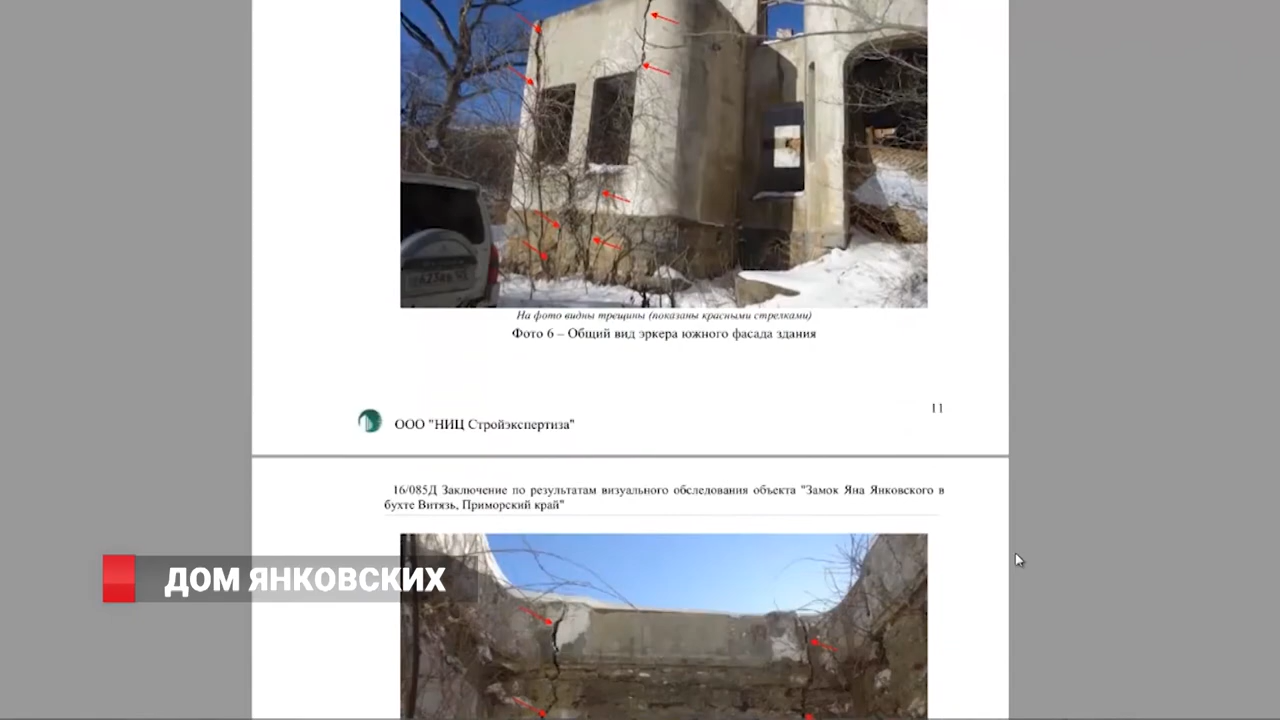 На фото видны трещины (показаны красными стрелками)
Фото 6 – Общий вид эркера южного фасада здания
11
ООО "НИЦ Стройэкспертиза"
16/085Д Заключение по результатам визуального обследования объекта "Замок Яна Янковского в
бухте Витязь, Приморский край"
ДОМ ЯНКОВСКИХ